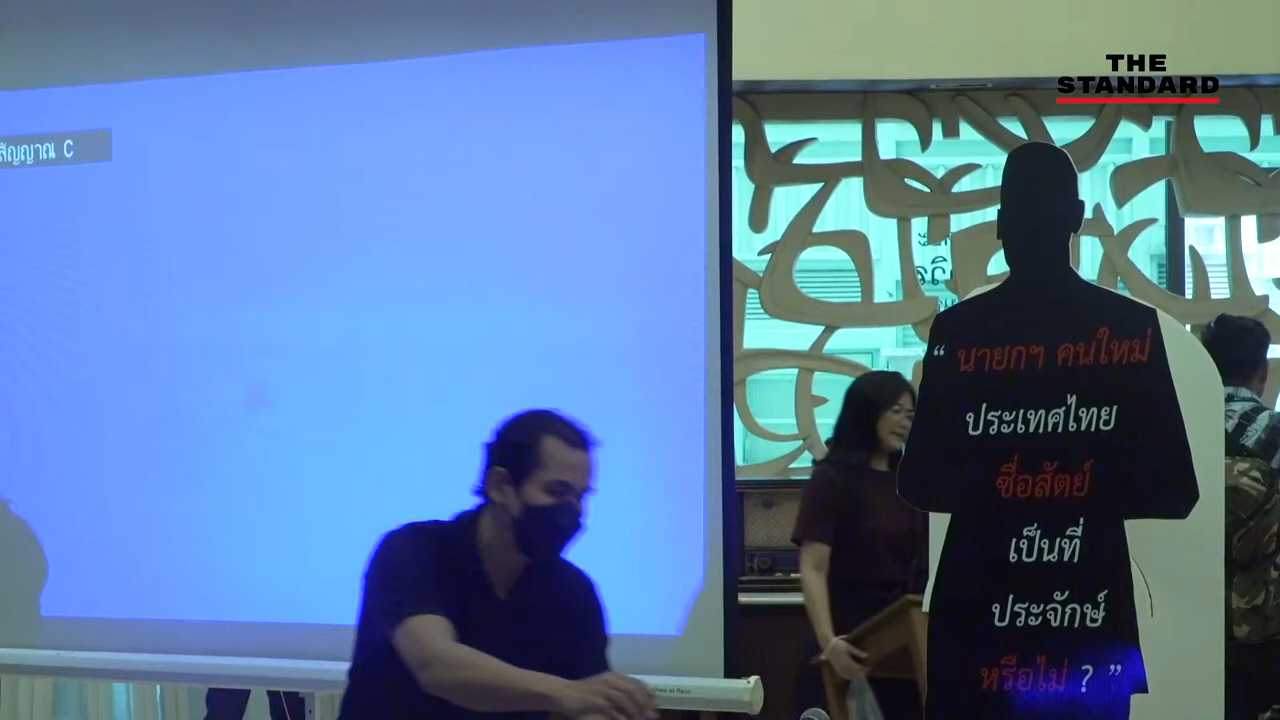 THE
STANDARD
สัญญาณ C
“ นายกฯ คนใหม่
ประเทศไทย
ซื่อสัตย์
เป็นที่
ประจักษ์
หรือไม่ ? ”